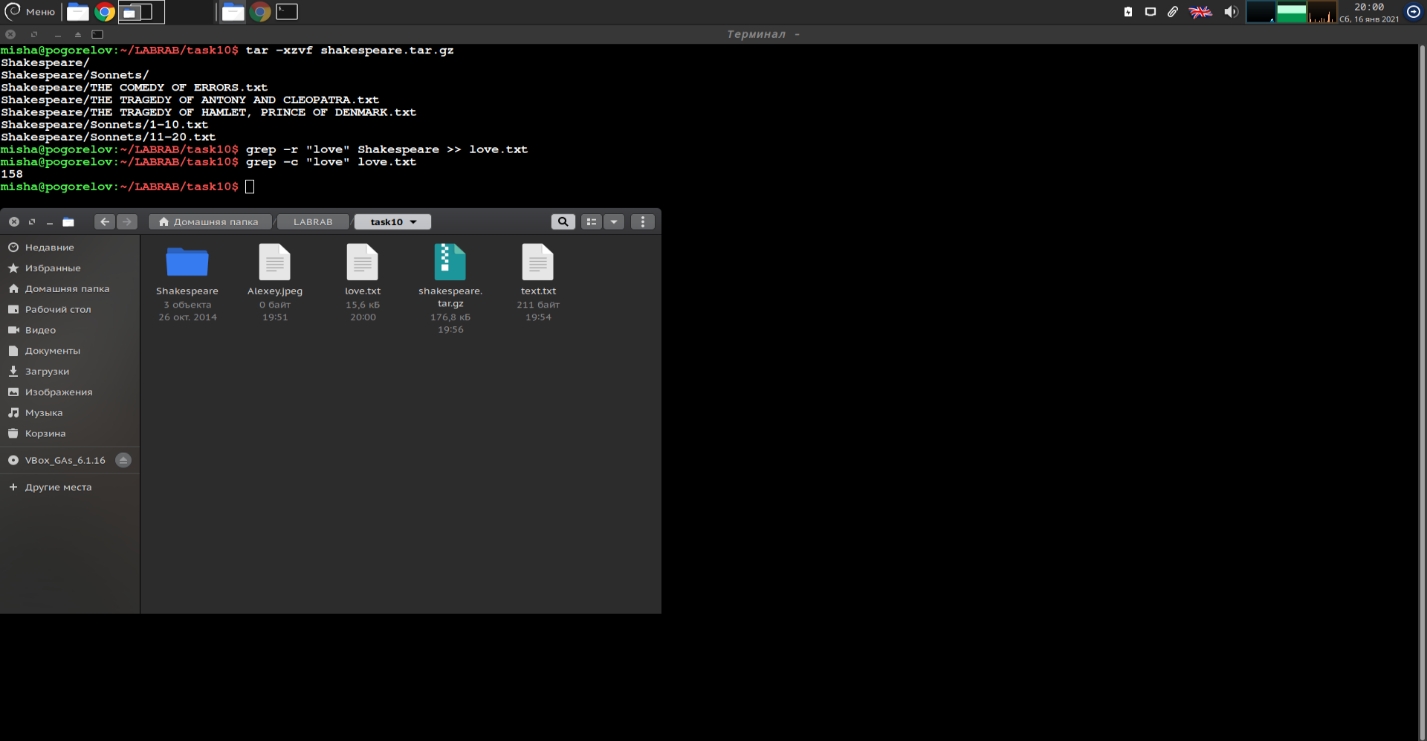 Меню
20:00
Сб, 16 янв 2021
Терминал -
misha@pogorelov:~/LABRAB/task10$ tar -xzvf shakespeare.tar.gz
Shakespeare/
Shakespeare/Sonnets/
Shakespeare/THE COMEDY OF ERRORS.txt
Shakespeare/THE TRAGEDY OF ANTONY AND CLEOPATRA.txt
Shakespeare/THE TRAGEDY OF HAMLET, PRINCE OF DENMARK.txt
Shakespeare/Sonnets/1-10.txt
Shakespeare/Sonnets/11-20.txt
misha@pogorelov:~/LABRAB/task10$ grep -r "love" Shakespeare >> love.txt
misha@pogorelov:~/LABRAB/task10$ grep -c "love" love.txt
158
misha@pogorelov:~/LABRAB/task10$
Домашняя папка / LABRAB / task10
Недавние
Избранные
Домашняя папка
Рабочий стол
Видео
Документы
Загрузки
Изображения
Музыка
Корзина
VBox_GAs_6.1.16
Другие места
Shakespeare
3 объекта
26 окт. 2014
Alexey.jpeg
0 байт
19:51
love.txt
15,6 кБ
20:00
shakespeare.
tar.gz
176,8 кБ
19:56
text.txt
211 байт
19:54